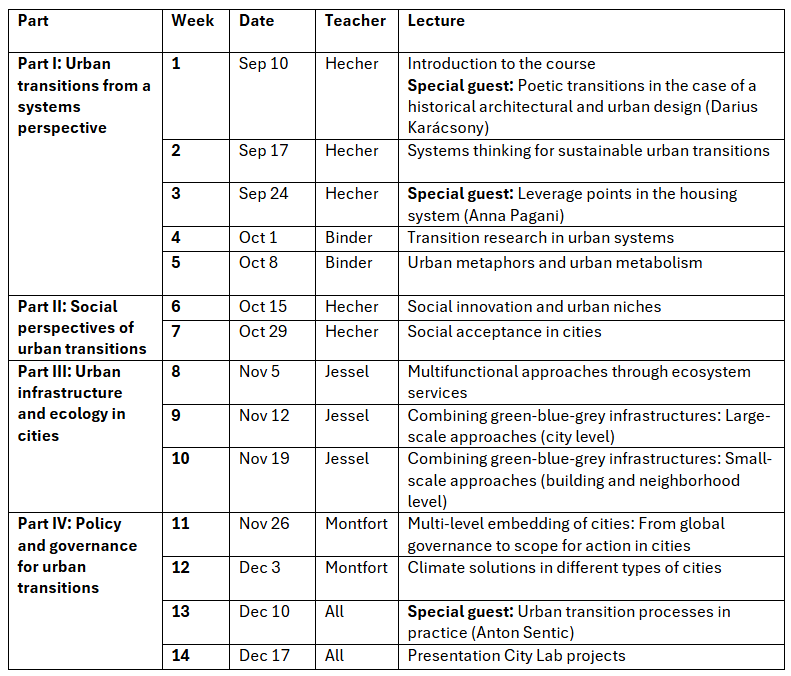 Part Week Date Teacher Lecture
Part I: Urban transitions from a systems perspective
1 Sep 10 Hecher Introduction to the course
Special guest: Poetic transitions in the case of a
historical architectural and urban design (Darius
Karácsony)
2 Sep 17 Hecher Systems thinking for sustainable urban transitions
3 Sep 24 Hecher Special guest: Leverage points in the housing
system (Anna Pagani)
4 Oct 1 Binder Transition research in urban systems
5 Oct 8 Binder Urban metaphors and urban metabolism
Part II: Social
perspectives of
urban transitions
6 Oct 15 Hecher Social innovation and urban niches
7 Oct 29 Hecher Social acceptance in cities
Part III: Urban
infrastructure
and ecology in
cities
8 Nov 5 Jessel Multifunctional approaches through ecosystem
services
9 Nov 12 Jessel Combining green-blue-grey infrastructures: Large-
scale approaches (city level)
10 Nov 19 Jessel Combining green-blue-grey infrastructures: Small-
scale approaches (building and neighborhood
level)
Part IV: Policy
and governance
for urban
transitions
11 Nov 26 Montfort Multi-level embedding of cities: From global
governance to scope for action in cities
12 Dec 3 Montfort Climate solutions in different types of cities
13 Dec 10 All Special guest: Urban transition processes in
practice (Anton Sentic)
14 Dec 17 All Presentation City Lab projects